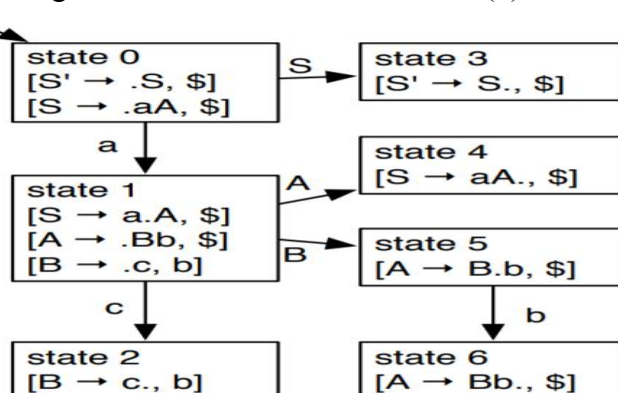 state 0
[S' → .S, $]
[S → .aA, $]
S
state 3
[S' → S., $]
a
state 1
[S → a.A, $]
[A → .Bb, $]
[B → .c, b]
A
B
state 4
[S → aA., $]
state 5
[A → B.b, $]
c
b
state 2
[B → c., b]
state 6
[A → Bb., $]